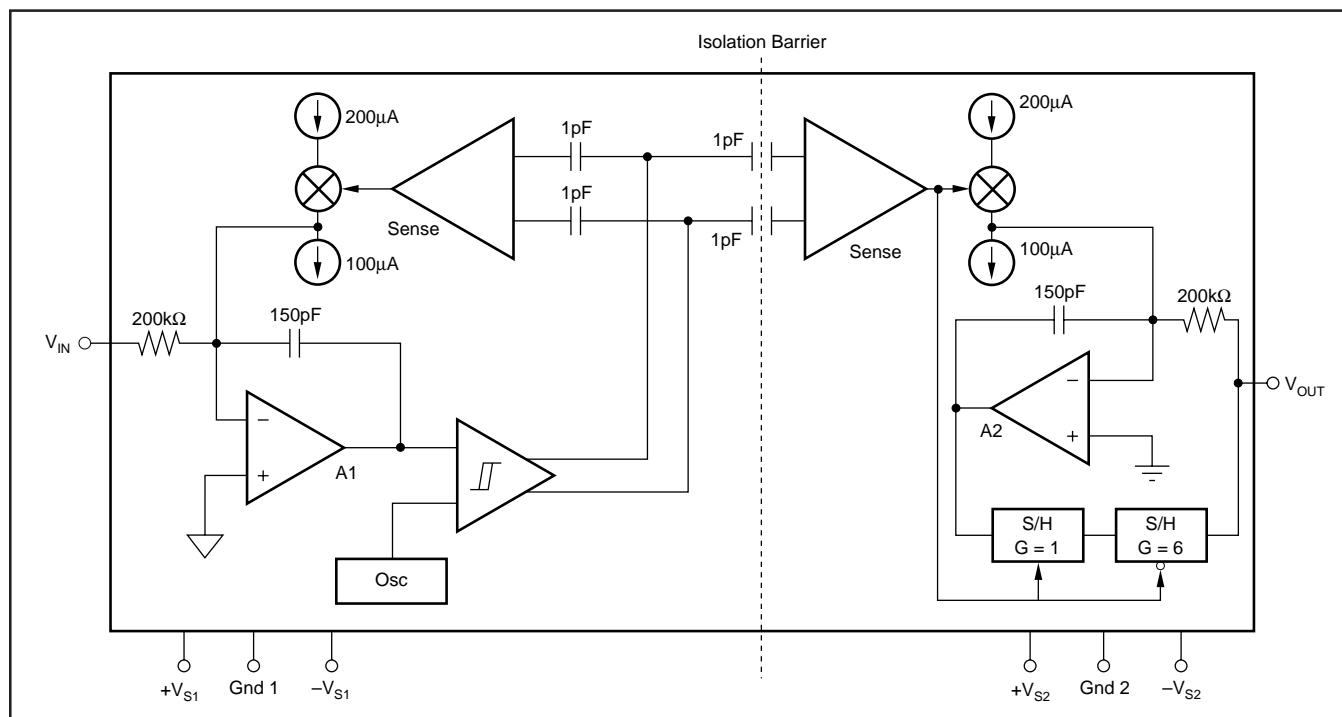 Isolation Barrier
200µA
1pF
1pF
200µA
1pF
1pF
Sense
Sense
100µA
100µA
150pF
200kΩ
150pF
200kΩ
V_IN
V_OUT
−
+
A1
−
+
A2
S/H
G = 1
S/H
G = 6
Osc
+V_S1
Gnd 1
–V_S1
+V_S2
Gnd 2
–V_S2